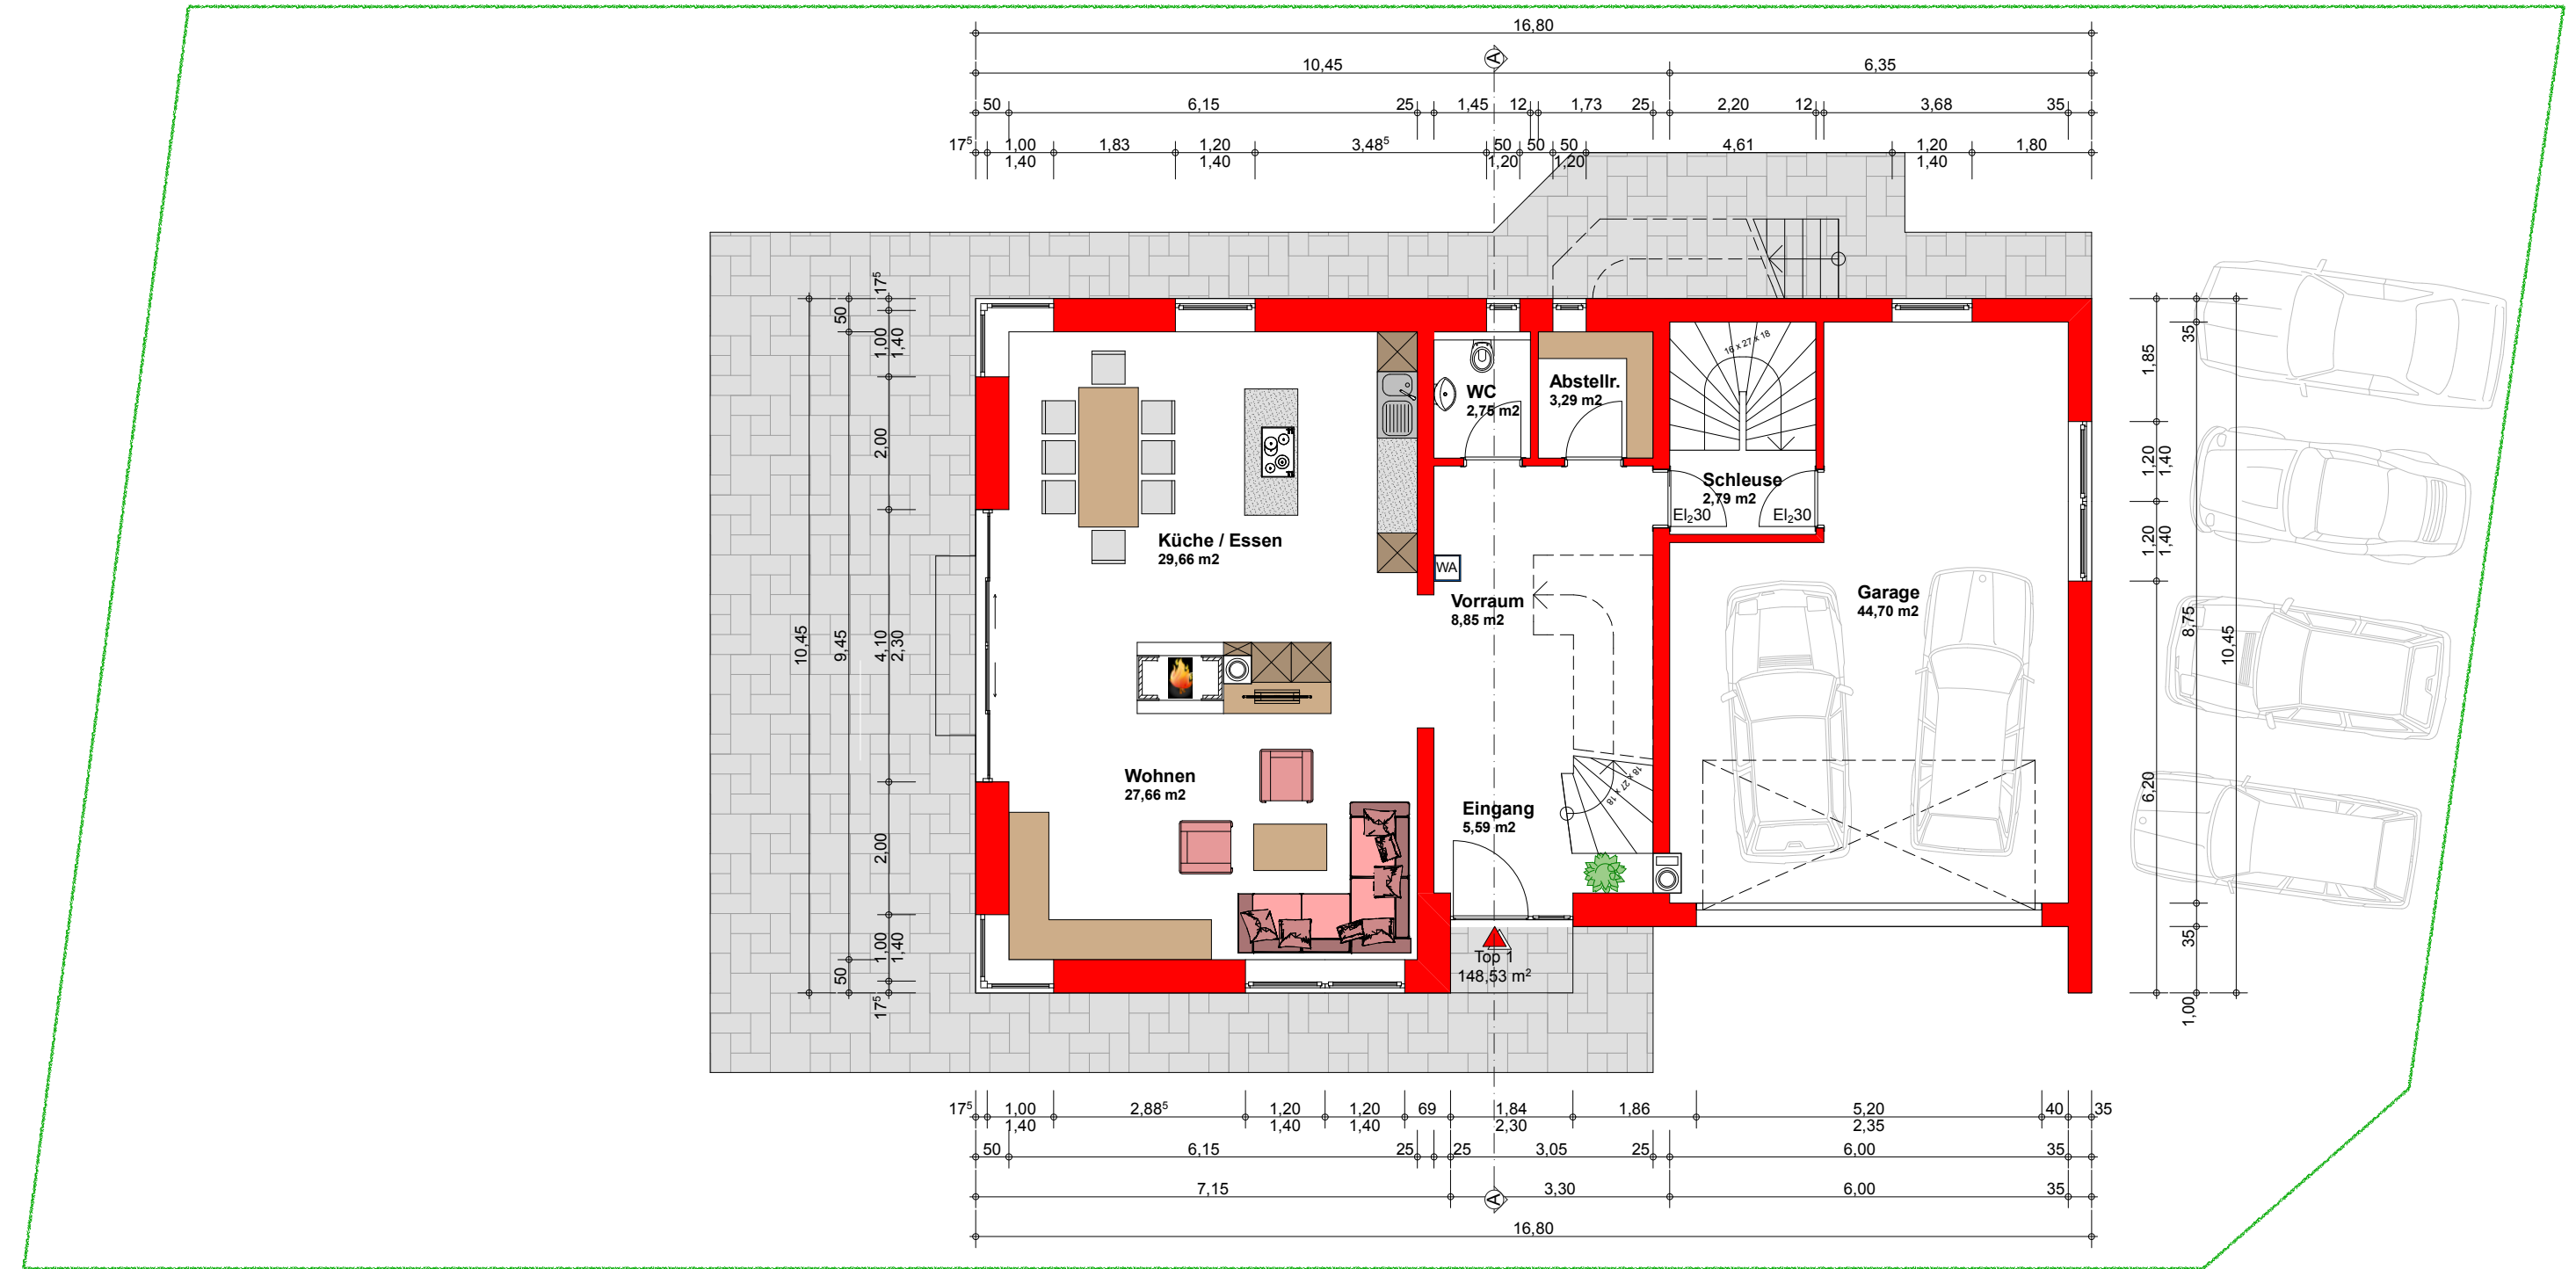 16,80
10,45 6,35
50 6,15 25 1,45 12 1,73 25 2,20 12 3,68 35
17⁵ 1,00 1,83 1,20 3,48⁵ 50 50 50 4,61 1,20 1,80
1,40 1,40 1,20 1,20 1,40
A
17⁵
50
1,00
1,40
2,00
10,45
9,45
4,10
2,30
2,00
1,00
1,40
50
17⁵
16 x 27 x 18
WC
2,75 m2
Abstellr.
3,29 m2
Schleuse
2,79 m2
EI₂30 EI₂30
Küche / Essen
29,66 m2
WA
Vorraum
8,85 m2
Garage
44,70 m2
Wohnen
27,66 m2
18 x 27 x 18
Eingang
5,59 m2
Top 1
148,53 m²
35
1,85
1,20
1,40
1,20
1,40
8,75
10,45
6,20
35
1,00
17⁵ 1,00 2,88⁵ 1,20 1,20 69 1,84 1,86 5,20 40 35
1,40 1,40 1,40 2,30 2,35
50 6,15 25 25 3,05 25 6,00 35
7,15 3,30 6,00 35
A
16,80